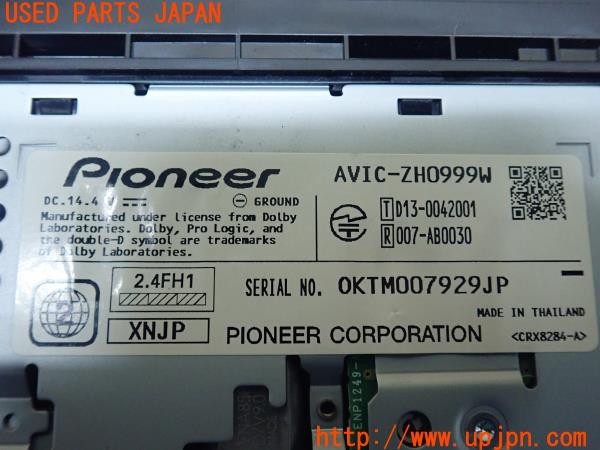 USED PARTS JAPAN
Pioneer
AVIC-ZH0999W
DC.14.4 V
GROUND
Manufactured under license from Dolby
Laboratories. Dolby, Pro Logic, and
the double-D symbol are trademarks
of Dolby Laboratories.
T D13-0042001
R 007-AB0030
2.4FH1
2
XNJP
SERIAL NO. OKTM007929JP
MADE IN THAILAND
PIONEER CORPORATION
<CRX8284-A>
ENP1249-
http://www.upjpn.com/